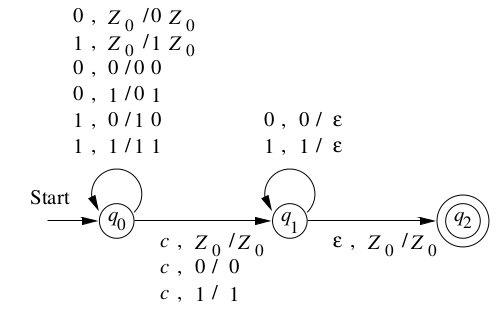 0 , Z₀ /0 Z₀
1 , Z₀ /1 Z₀
0 , 0 / 0 0
0 , 1 / 0 1
1 , 0 / 1 0
1 , 1 / 1 1
0 , 0 / ε
1 , 1 / ε
Start
q₀
q₁
q₂
c , Z₀ /Z₀
c , 0 / 0
c , 1 / 1
ε , Z₀ /Z₀